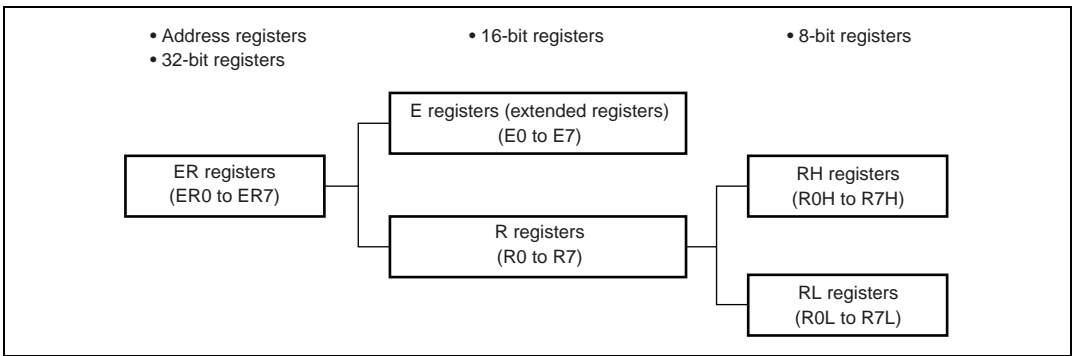 • Address registers
• 32-bit registers
• 16-bit registers
• 8-bit registers
E registers (extended registers)
(E0 to E7)
ER registers
(ER0 to ER7)
RH registers
(R0H to R7H)
R registers
(R0 to R7)
RL registers
(R0L to R7L)